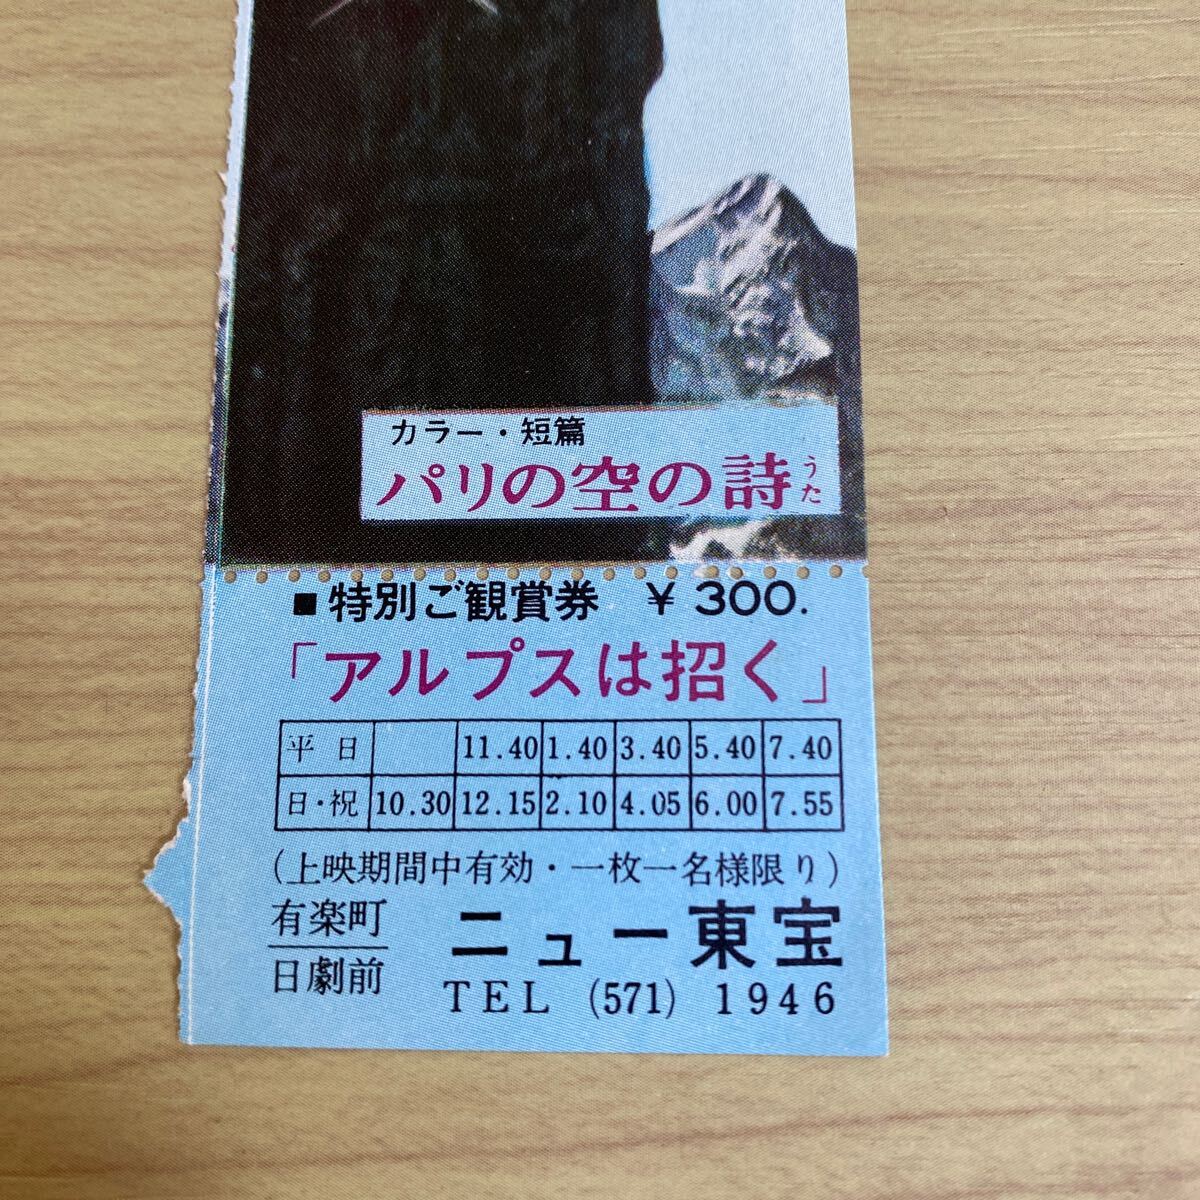 カラー・短篇
パリの空の詩うた
■特別ご観賞券 ¥300.
「アルプスは招く」
平日 11.40 1.40 3.40 5.40 7.40
日・祝 10.30 12.15 2.10 4.05 6.00 7.55
(上映期間中有効・一枚一名様限り)
有楽町
日劇前
ニュー東宝
TEL (571) 1946